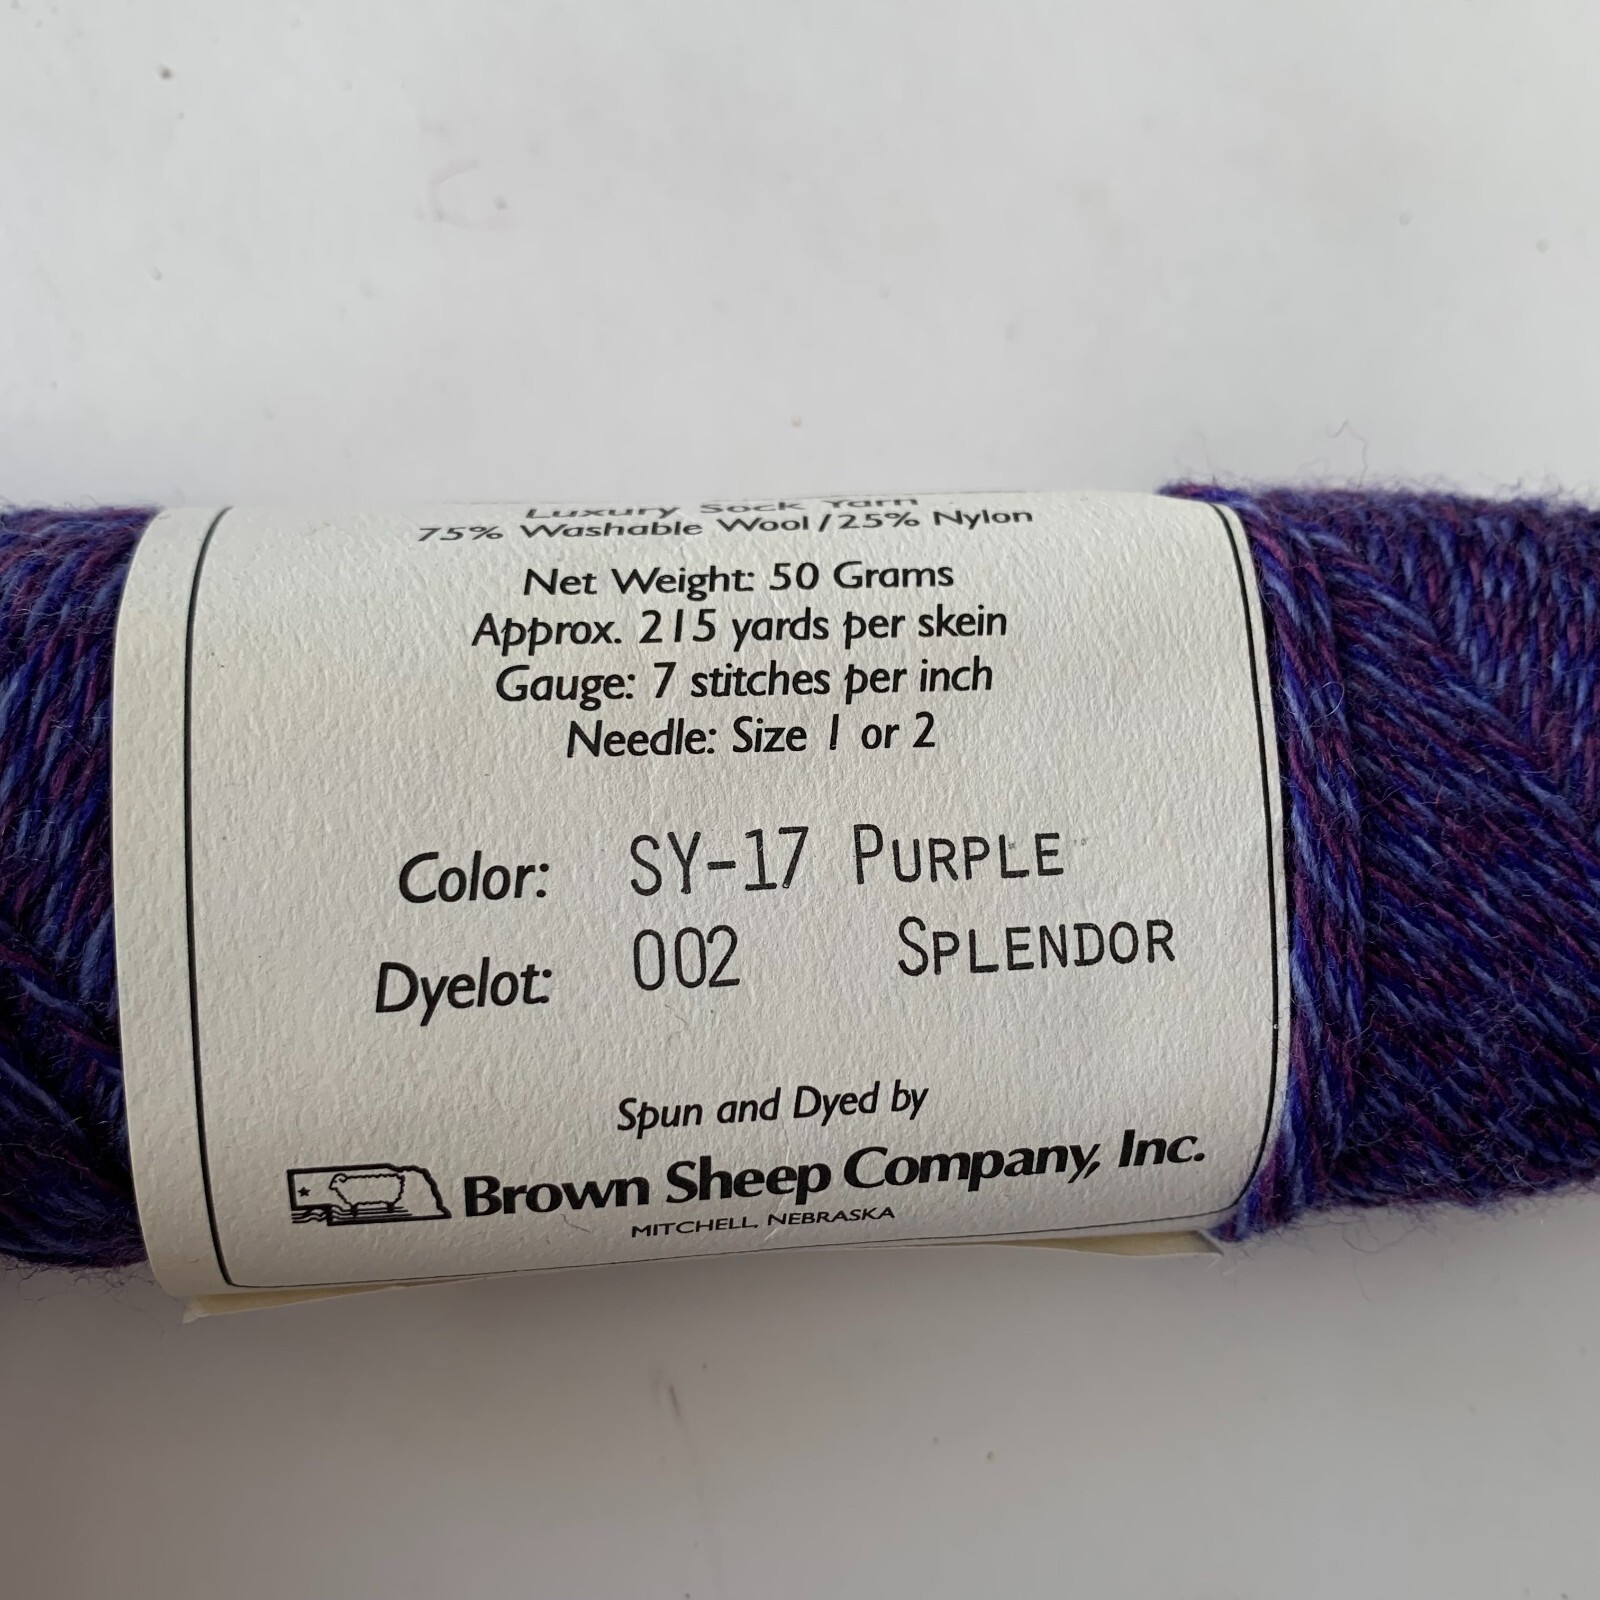 Luxury Sock Yarn
75% Washable Wool/25% Nylon
Net Weight: 50 Grams
Approx. 215 yards per skein
Gauge: 7 stitches per inch
Needle: Size 1 or 2
Color: SY-17 PURPLE
Dyelot: 002 SPLENDOR
Spun and Dyed by
Brown Sheep Company, Inc.
MITCHELL, NEBRASKA